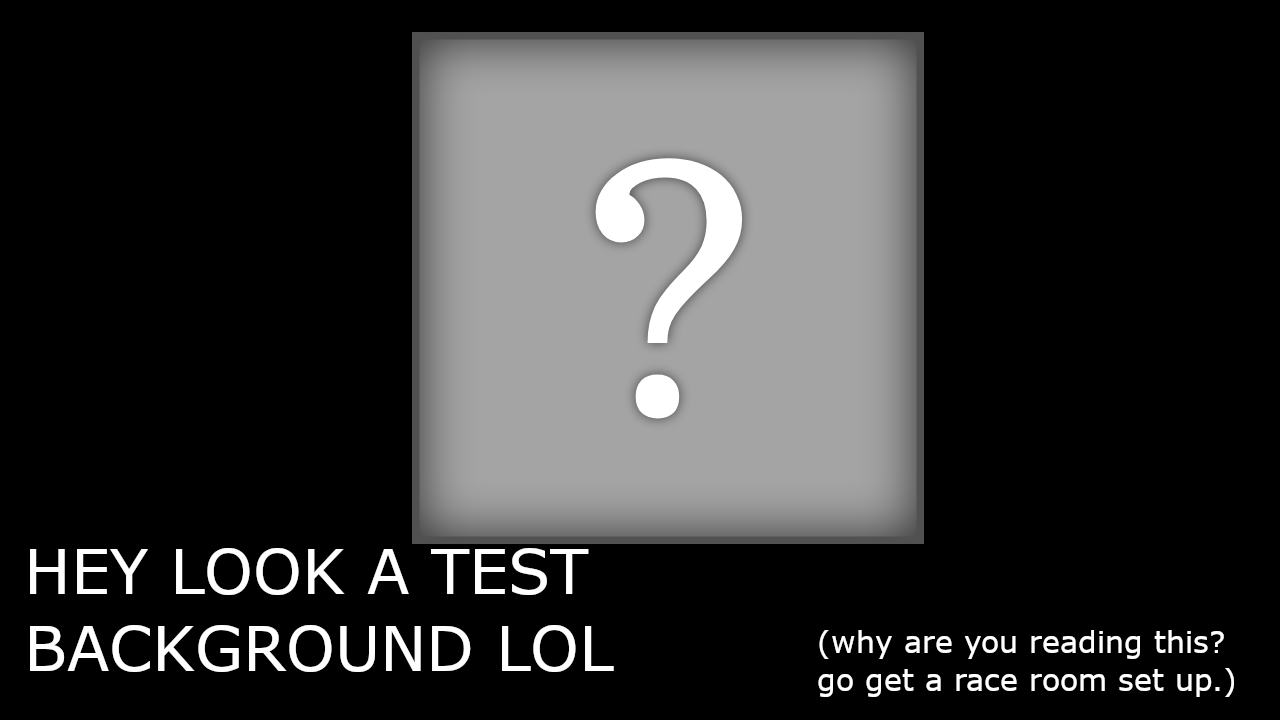 ?
HEY LOOK A TEST
BACKGROUND LOL
(why are you reading this?
go get a race room set up.)